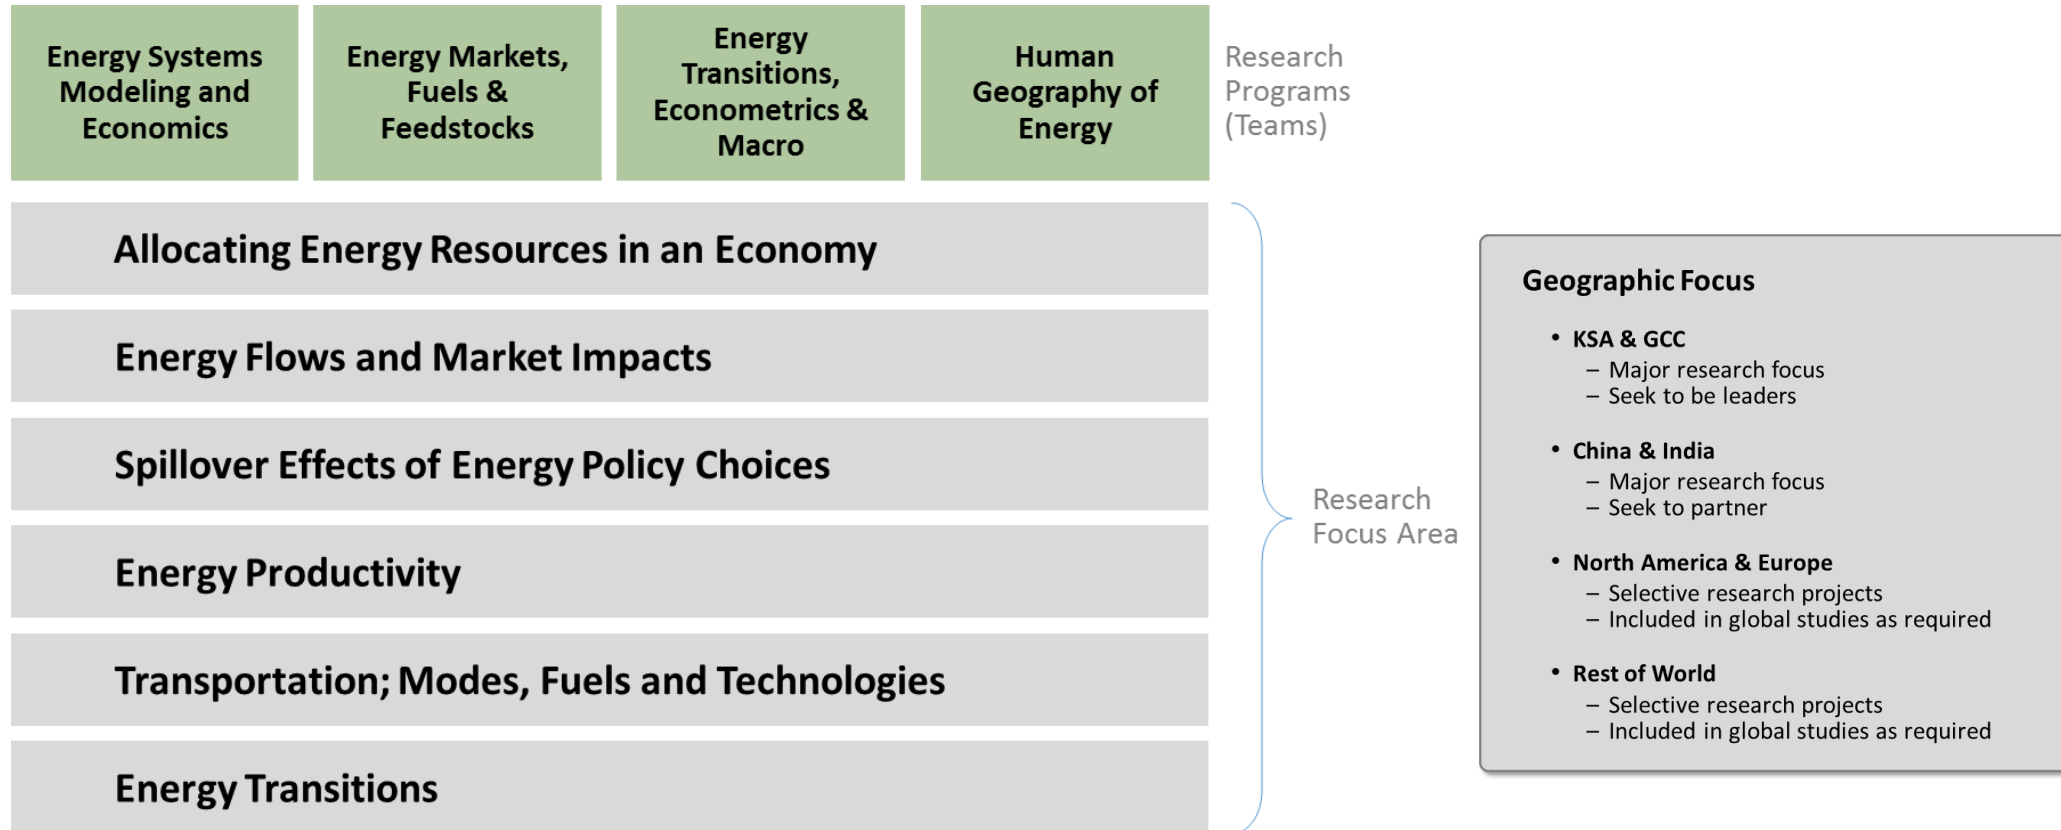 Energy Systems
Modeling and
Economics
Energy Markets,
Fuels &
Feedstocks
Energy
Transitions,
Econometrics &
Macro
Human
Geography of
Energy
Research
Programs
(Teams)
Allocating Energy Resources in an Economy
Energy Flows and Market Impacts
Spillover Effects of Energy Policy Choices
Energy Productivity
Transportation; Modes, Fuels and Technologies
Energy Transitions
Research
Focus Area
Geographic Focus
• KSA & GCC
– Major research focus
– Seek to be leaders
• China & India
– Major research focus
– Seek to partner
• North America & Europe
– Selective research projects
– Included in global studies as required
• Rest of World
– Selective research projects
– Included in global studies as required